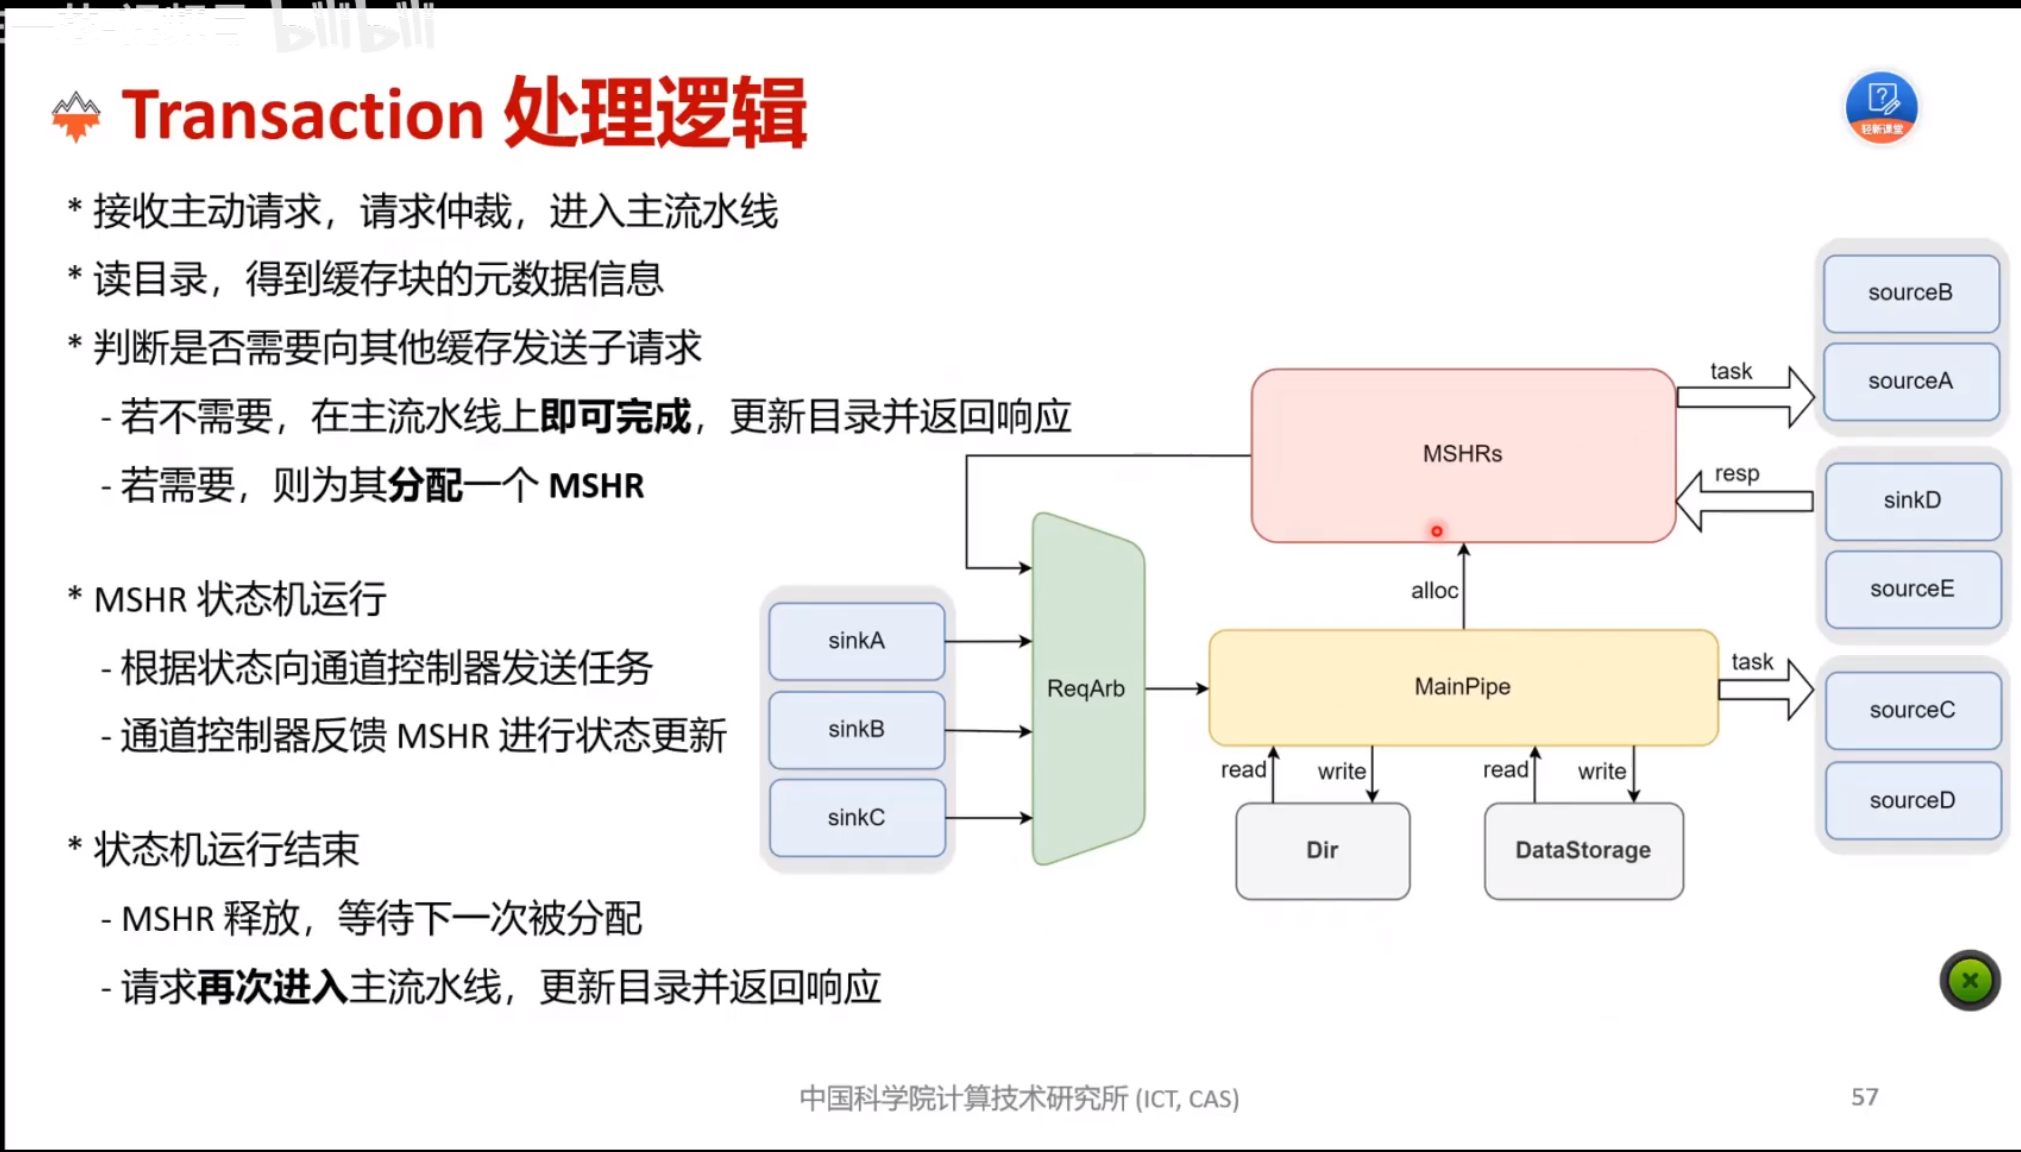 bilibili
Transaction 处理逻辑
轻新课堂
* 接收主动请求，请求仲裁，进入主流水线
* 读目录，得到缓存块的元数据信息
* 判断是否需要向其他缓存发送子请求
- 若不需要，在主流水线上即可完成，更新目录并返回响应
- 若需要，则为其分配一个 MSHR
* MSHR 状态机运行
- 根据状态向通道控制器发送任务
- 通道控制器反馈 MSHR 进行状态更新
* 状态机运行结束
- MSHR 释放，等待下一次被分配
- 请求再次进入主流水线，更新目录并返回响应
sourceB
task
sourceA
MSHRs
resp
sinkD
alloc
sourceE
sinkA
sinkB
sinkC
ReqArb
MainPipe
task
sourceC
sourceD
read
write
read
write
Dir
DataStorage
中国科学院计算技术研究所 (ICT, CAS)
57